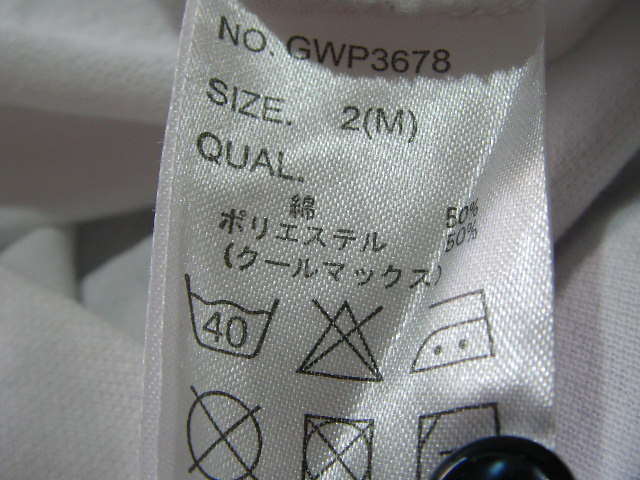 NO. GWP3678
SIZE. 2(M)
QUAL.
綿 50%
ポリエステル 50%
(クールマックス)
40